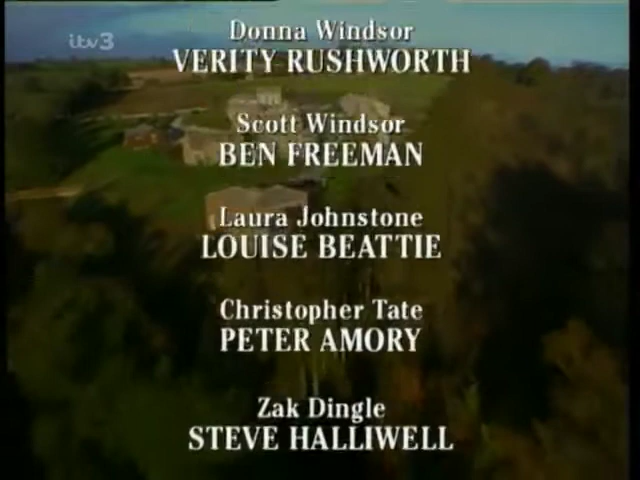 itv3
Donna Windsor
VERITY RUSHWORTH
Scott Windsor
BEN FREEMAN
Laura Johnstone
LOUISE BEATTIE
Christopher Tate
PETER AMORY
Zak Dingle
STEVE HALLIWELL